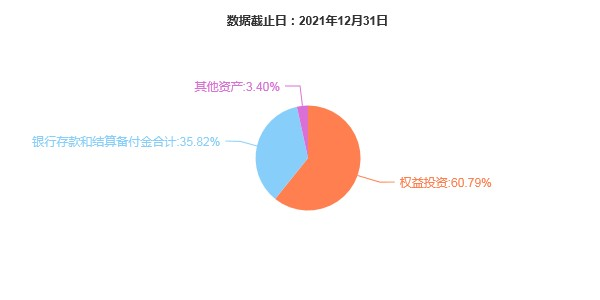 数据截止日：2021年12月31日
其他资产:3.40%
银行存款和结算备付金合计:35.82%
权益投资:60.79%